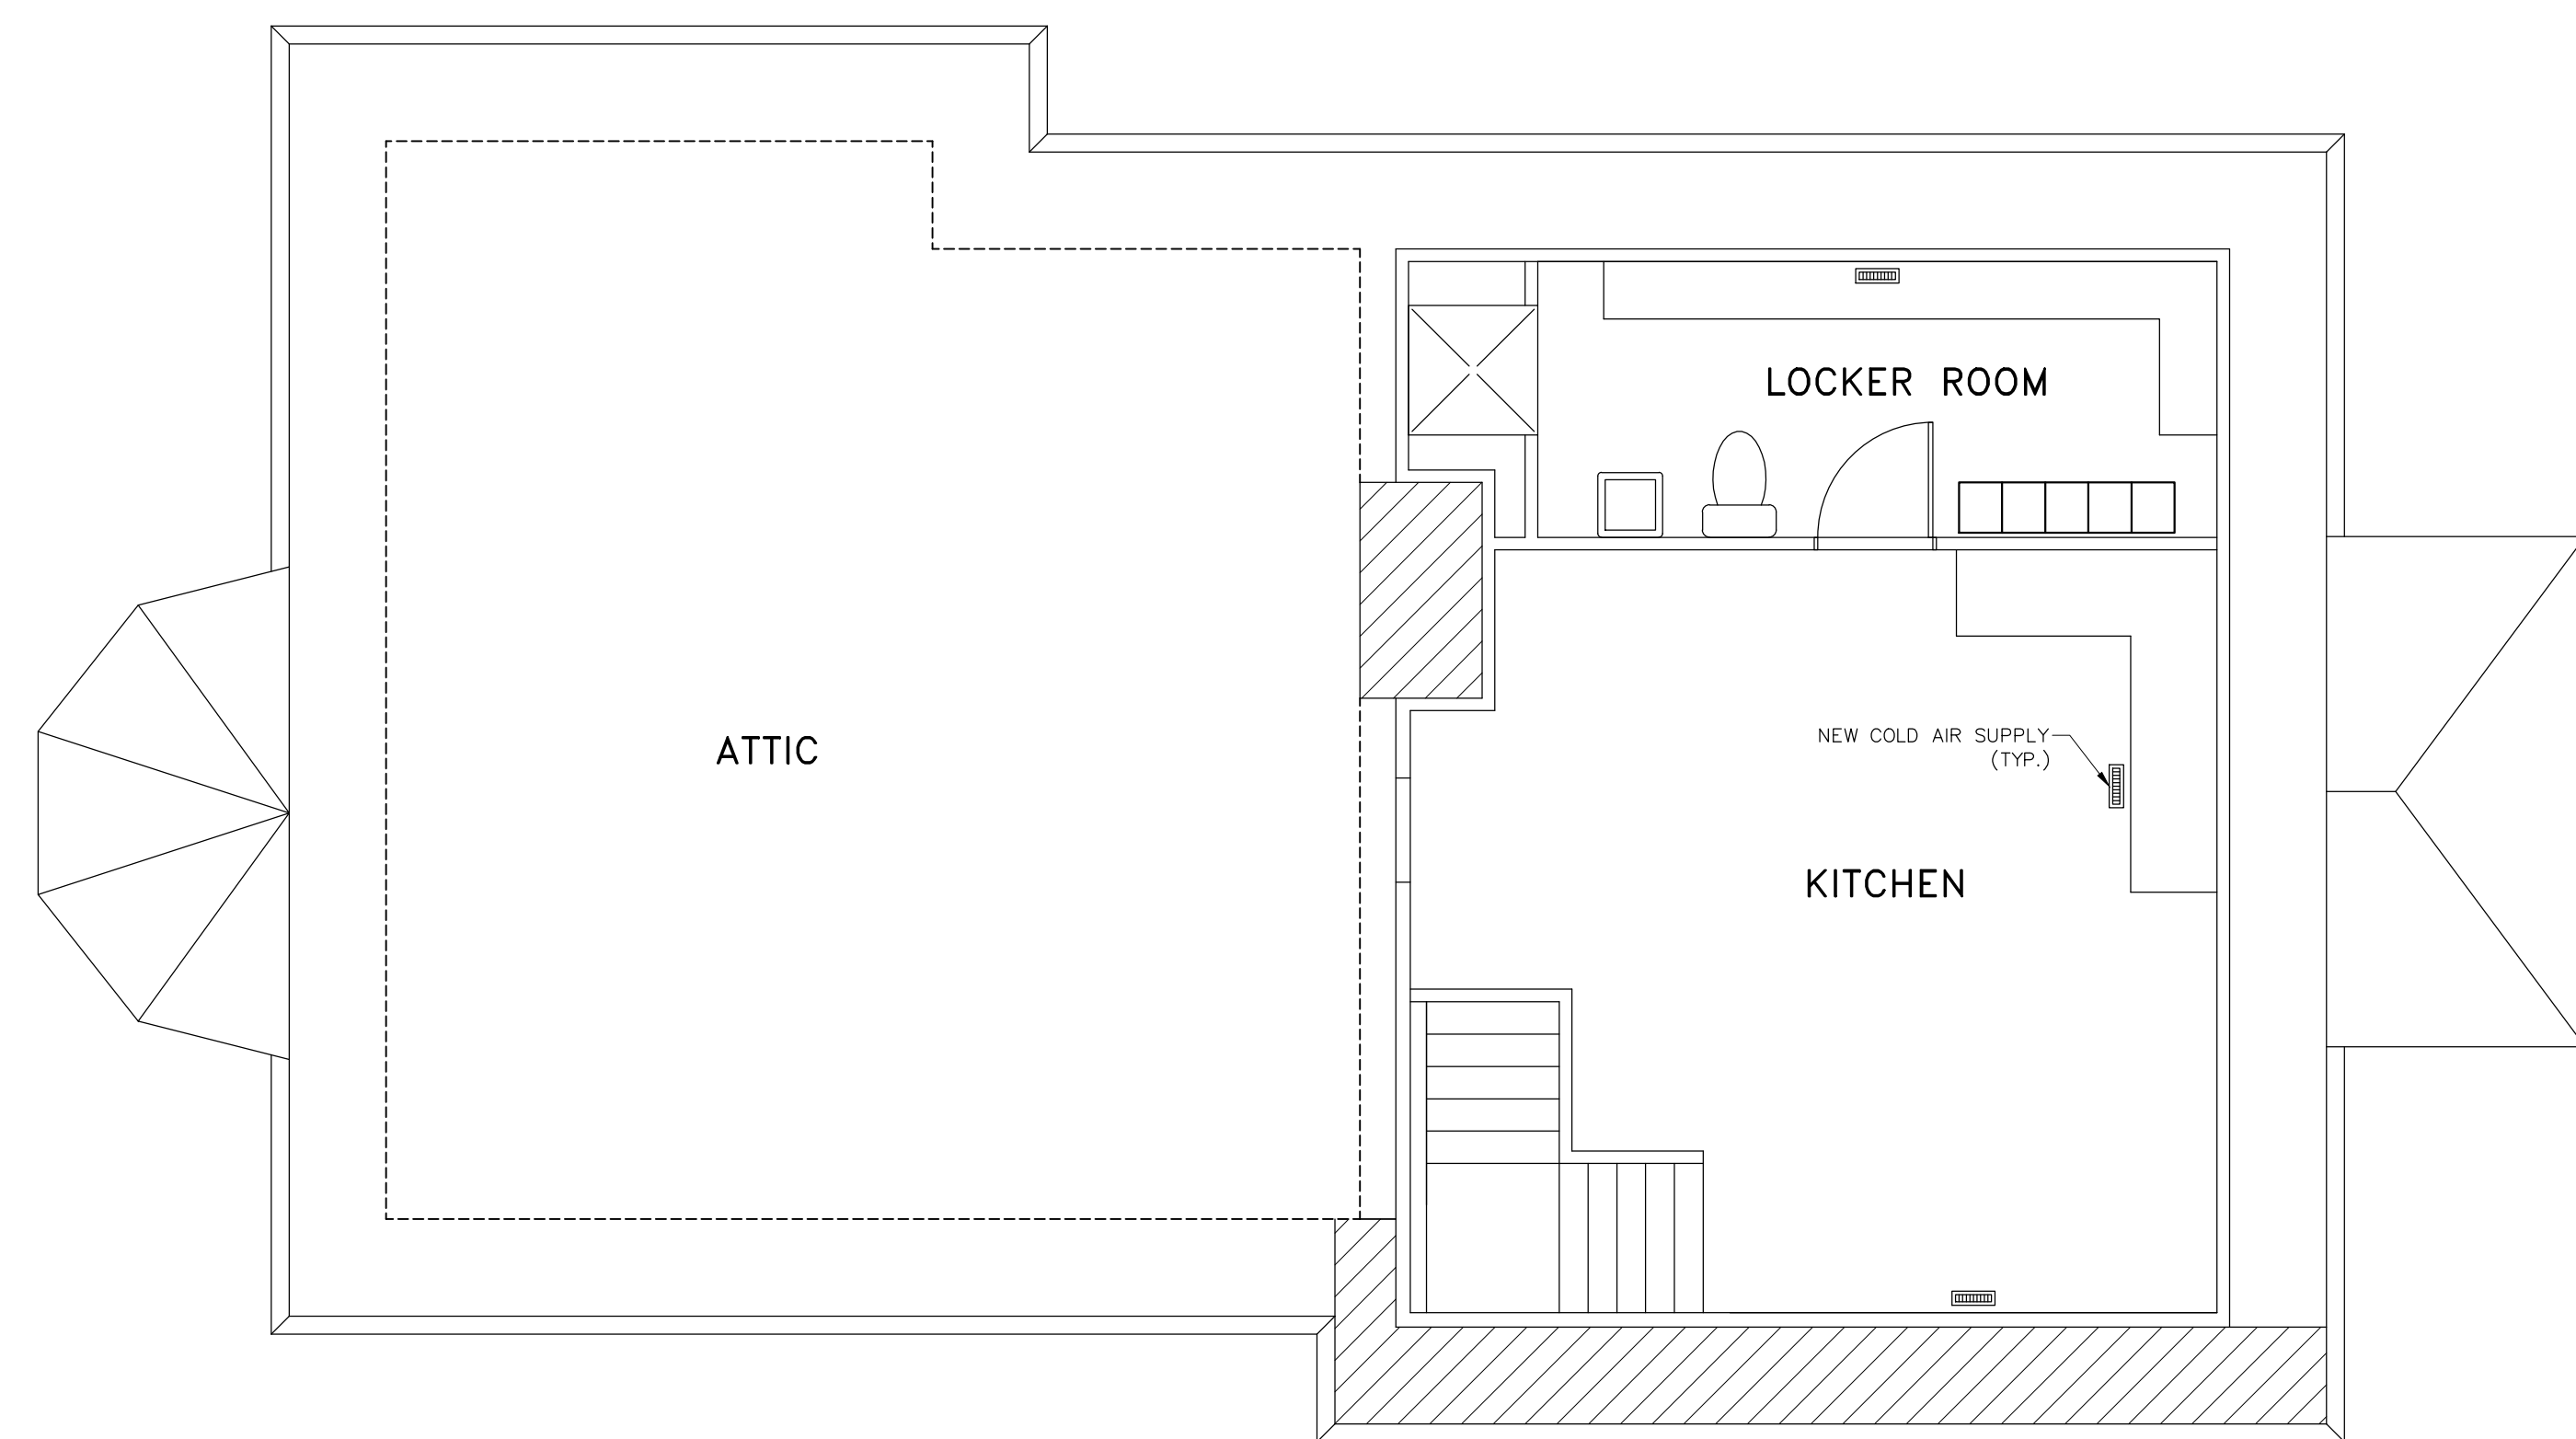 LOCKER ROOM
ATTIC
NEW COLD AIR SUPPLY
(TYP.)
KITCHEN